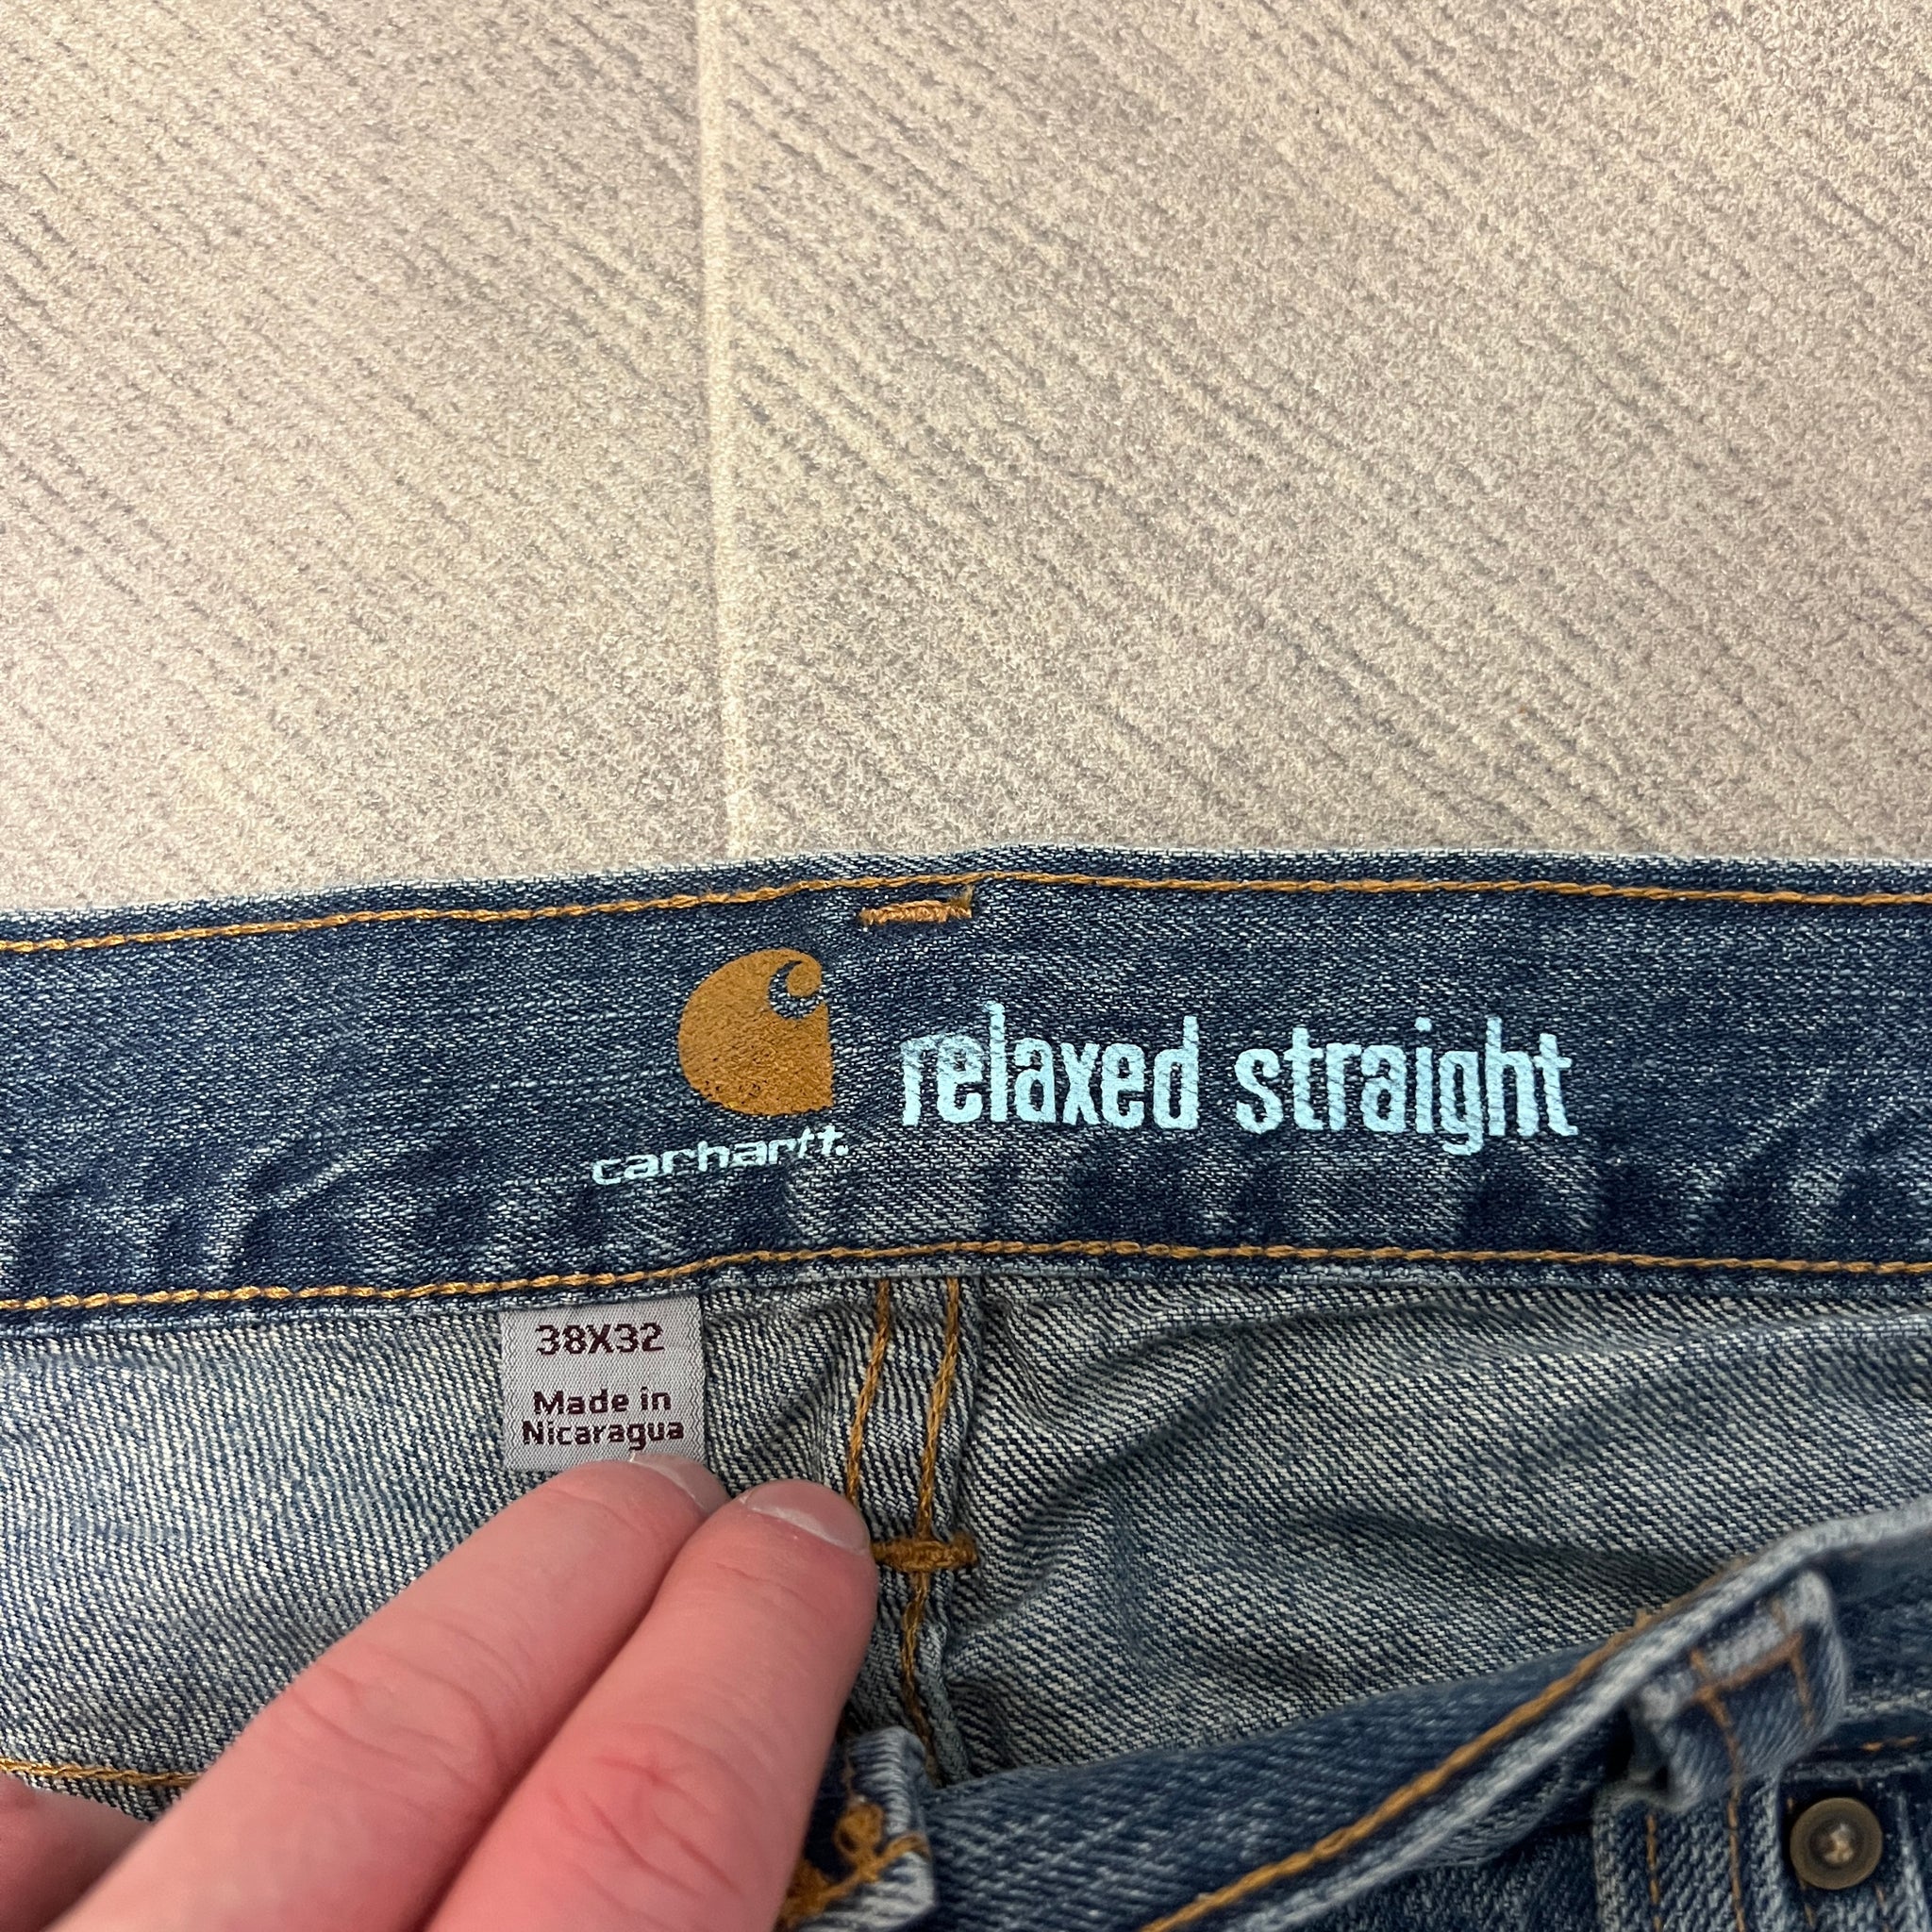 relaxed straight
carhartt.
38X32
Made in
Nicaragua